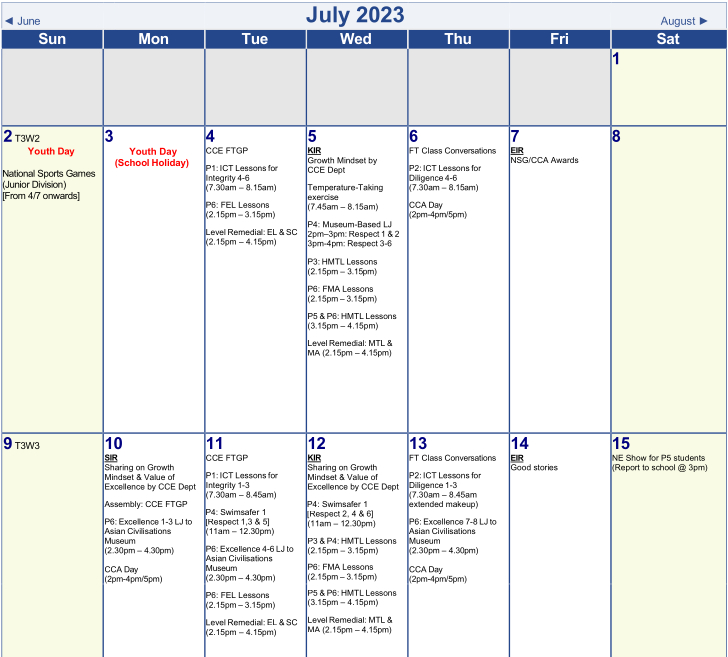 July 2023
◄ June
August ►
Sun Mon Tue Wed Thu Fri Sat
1
2 T3W2
Youth Day
National Sports Games
(Junior Division)
[From 4/7 onwards]
3
Youth Day
(School Holiday)
4
CCE FTGP
P1: ICT Lessons for
Integrity 4-6
(7.30am – 8.15am)
P6: FEL Lessons
(2.15pm – 3.15pm)
Level Remedial: EL & SC
(2.15pm – 4.15pm)
5
KIR
Growth Mindset by
CCE Dept
Temperature-Taking
exercise
(7.45am – 8.15am)
P4: Museum-Based LJ
2pm–3pm: Respect 1 & 2
3pm-4pm: Respect 3-6
P3: HMTL Lessons
(2.15pm – 3.15pm)
P6: FMA Lessons
(2.15pm – 3.15pm)
P5 & P6: HMTL Lessons
(3.15pm – 4.15pm)
Level Remedial: MTL &
MA (2.15pm – 4.15pm)
6
FT Class Conversations
P2: ICT Lessons for
Diligence 4-6
(7.30am – 8.15am)
CCA Day
(2pm-4pm/5pm)
7
EIR
NSG/CCA Awards
8
9 T3W3
10
SIR
Sharing on Growth
Mindset & Value of
Excellence by CCE Dept
Assembly: CCE FTGP
P6: Excellence 1-3 LJ to
Asian Civilisations
Museum
(2.30pm – 4.30pm)
CCA Day
(2pm-4pm/5pm)
11
CCE FTGP
P1: ICT Lessons for
Integrity 1-3
(7.30am – 8.45am)
P4: Swimsafer 1
[Respect 1,3 & 5]
(11am – 12.30pm)
P6: Excellence 4-6 LJ to
Asian Civilisations
Museum
(2.30pm – 4.30pm)
P6: FEL Lessons
(2.15pm – 3.15pm)
Level Remedial: EL & SC
(2.15pm – 4.15pm)
12
KIR
Sharing on Growth
Mindset & Value of
Excellence by CCE Dept
P4: Swimsafer 1
[Respect 2, 4 & 6]
(11am – 12.30pm)
P3 & P4: HMTL Lessons
(2.15pm – 3.15pm)
P6: FMA Lessons
(2.15pm – 3.15pm)
P5 & P6: HMTL Lessons
(3.15pm – 4.15pm)
Level Remedial: MTL &
MA (2.15pm – 4.15pm)
13
FT Class Conversations
P2: ICT Lessons for
Diligence 1-3
(7.30am – 8.45am
extended makeup)
P6: Excellence 7-8 LJ to
Asian Civilisations
Museum
(2.30pm – 4.30pm)
CCA Day
(2pm-4pm/5pm)
14
EIR
Good stories
15
NE Show for P5 students
(Report to school @ 3pm)